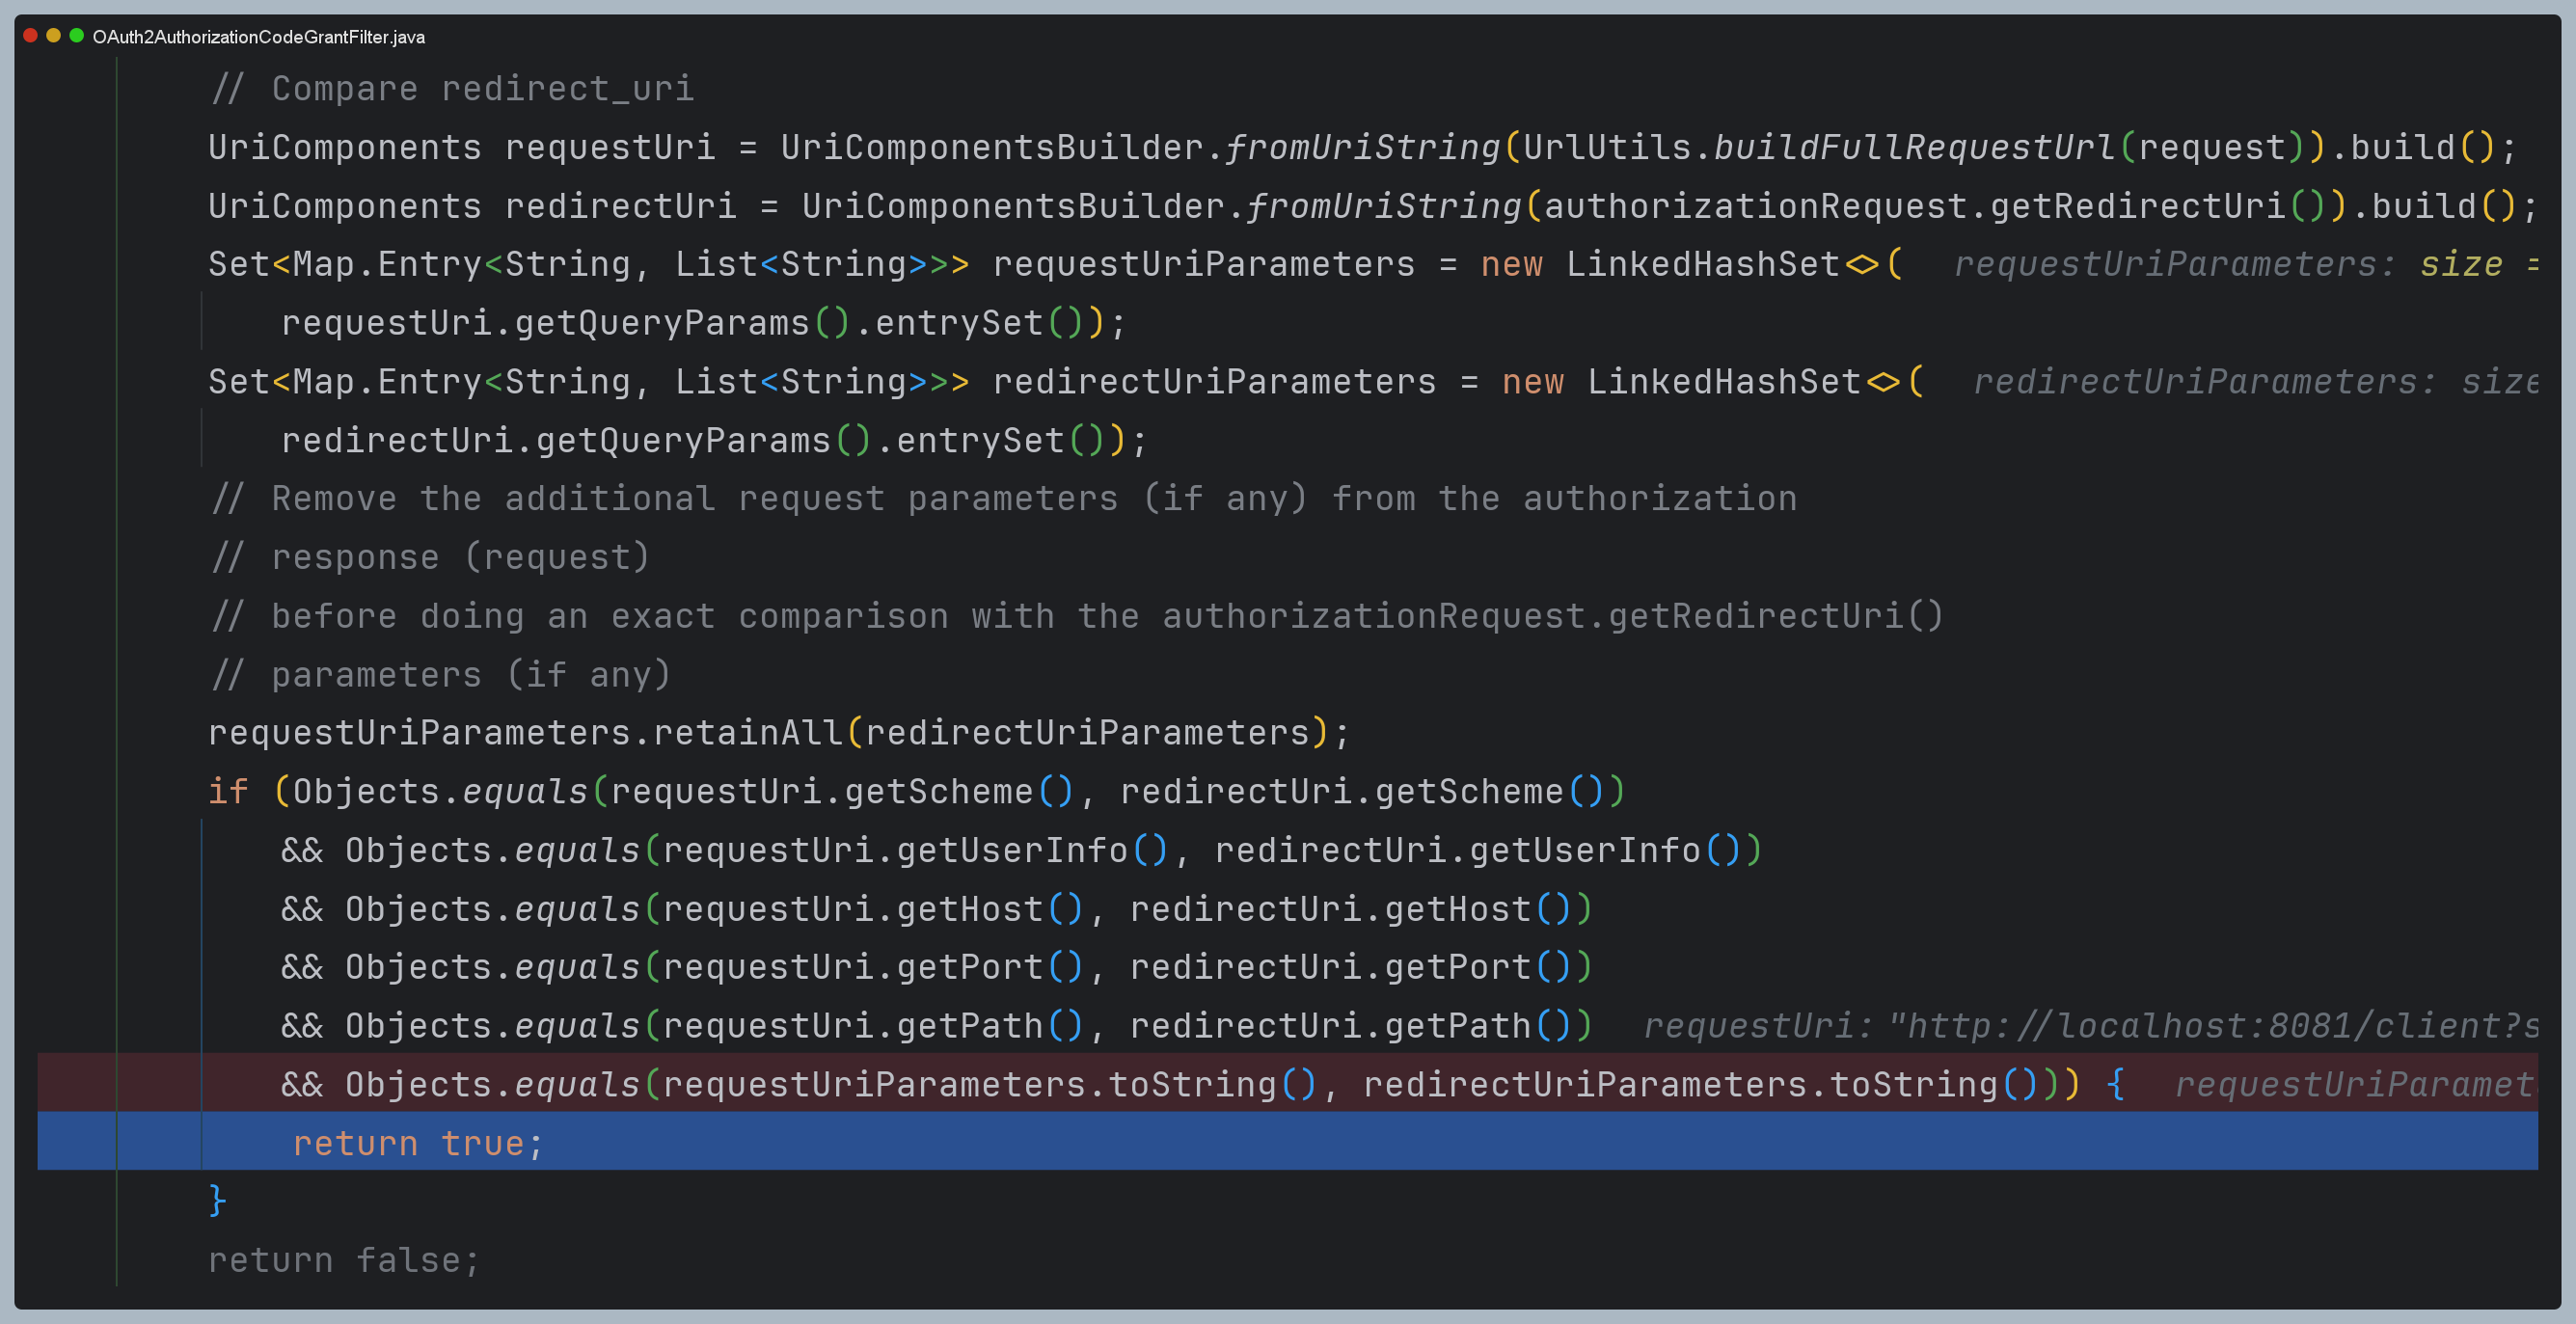 OAuth2AuthorizationCodeGrantFilter.java
// Compare redirect_uri
UriComponents requestUri = UriComponentsBuilder.fromUriString(UrlUtils.buildFullRequestUrl(request)).build();
UriComponents redirectUri = UriComponentsBuilder.fromUriString(authorizationRequest.getRedirectUri()).build();
Set<Map.Entry<String, List<String>>> requestUriParameters = new LinkedHashSet<>( requestUriParameters: size =
requestUri.getQueryParams().entrySet());
Set<Map.Entry<String, List<String>>> redirectUriParameters = new LinkedHashSet<>( redirectUriParameters: size
redirectUri.getQueryParams().entrySet());
// Remove the additional request parameters (if any) from the authorization
// response (request)
// before doing an exact comparison with the authorizationRequest.getRedirectUri()
// parameters (if any)
requestUriParameters.retainAll(redirectUriParameters);
if (Objects.equals(requestUri.getScheme(), redirectUri.getScheme())
&& Objects.equals(requestUri.getUserInfo(), redirectUri.getUserInfo())
&& Objects.equals(requestUri.getHost(), redirectUri.getHost())
&& Objects.equals(requestUri.getPort(), redirectUri.getPort())
&& Objects.equals(requestUri.getPath(), redirectUri.getPath()) requestUri: "http://localhost:8081/client?s
&& Objects.equals(requestUriParameters.toString(), redirectUriParameters.toString())) { requestUriParamet
return true;
}
return false;